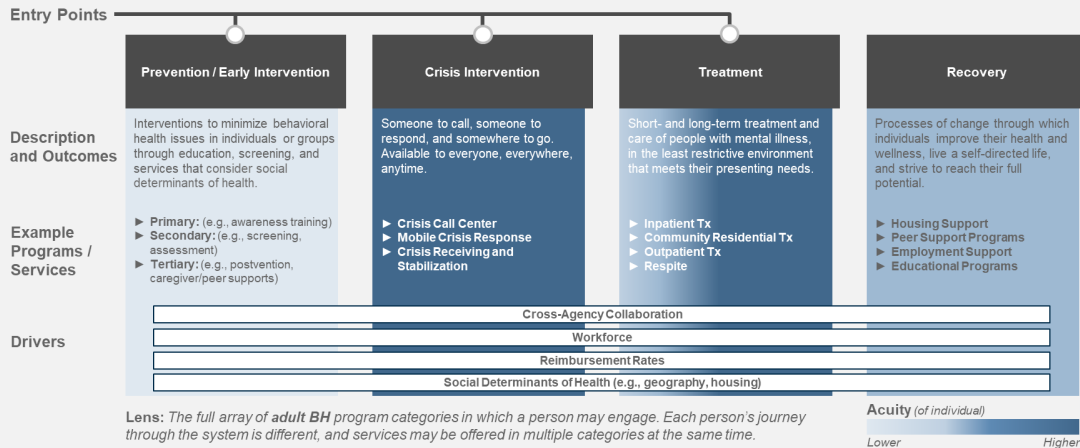 Entry Points
Prevention / Early Intervention
Crisis Intervention
Treatment
Recovery
Description
and Outcomes
Interventions to minimize behavioral
health issues in individuals or groups
through education, screening, and
services that consider social
determinants of health.
Someone to call, someone to
respond, and somewhere to go.
Available to everyone, everywhere,
anytime.
Short- and long-term treatment and
care of people with mental illness,
in the least restrictive environment
that meets their presenting needs.
Processes of change through which
individuals improve their health and
wellness, live a self-directed life,
and strive to reach their full
potential.
Example
Programs /
Services
► Primary: (e.g., awareness training)
► Secondary: (e.g., screening,
assessment)
► Tertiary: (e.g., postvention,
caregiver/peer supports)
► Crisis Call Center
► Mobile Crisis Response
► Crisis Receiving and
Stabilization
► Inpatient Tx
► Community Residential Tx
► Outpatient Tx
► Respite
► Housing Support
► Peer Support Programs
► Employment Support
► Educational Programs
Drivers
Cross-Agency Collaboration
Workforce
Reimbursement Rates
Social Determinants of Health (e.g., geography, housing)
Lens: The full array of adult BH program categories in which a person may engage. Each person's journey
through the system is different, and services may be offered in multiple categories at the same time.
Acuity (of individual)
Lower Higher